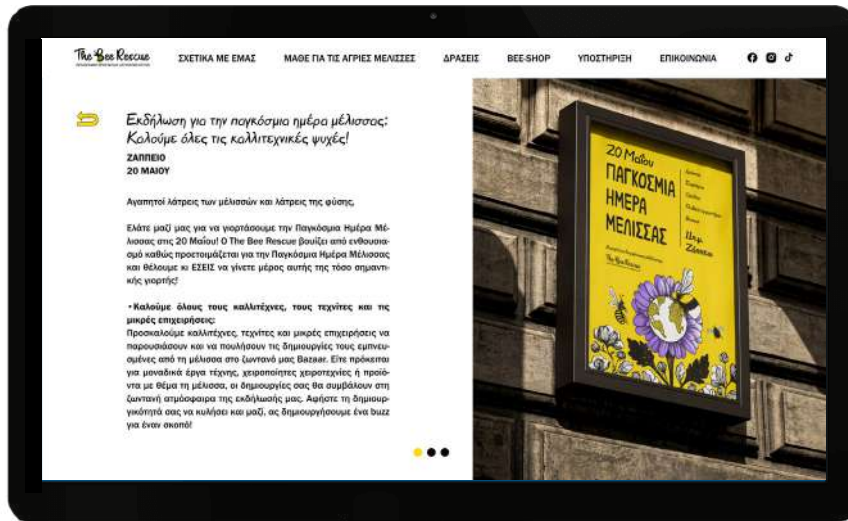 The Bee Rescue
ΣΧΕΤΙΚΑ ΜΕ ΕΜΑΣ
ΜΑΘΕ ΓΙΑ ΤΙΣ ΑΓΡΙΕΣ ΜΕΛΙΣΣΕΣ
ΔΡΑΣΕΙΣ
BEE-SHOP
ΥΠΟΣΤΗΡΙΞΗ
ΕΠΙΚΟΙΝΩΝΙΑ
Εκδήλωση για την παγκόσμια ημέρα μέλισσας:
Καλούμε όλες τις καλλιτεχνικές ψυχές!
ΖΑΠΠΕΙΟ
20 ΜΑΙΟΥ
Αγαπητοί λάτρεις των μέλισσών και λάτρεις της φύσης,
Ελάτε μαζί μας για να γιορτάσουμε την Παγκόσμια Ημέρα Μέ-
λισσας στις 20 Μαΐου! Ο The Bee Rescue βουίζει από ενθουσια-
σμό καθώς προετοιμάζεται για την Παγκόσμια Ημέρα Μέλισσας
και θέλουμε κι ΕΣΕΙΣ να γίνετε μέρος αυτής της τόσο σημαντι-
κής γιορτής!
•Καλούμε όλους τους καλλιτέχνες, τους τεχνίτες και τις
μικρές επιχειρήσεις:
Προσκαλούμε καλλιτέχνες, τεχνίτες και μικρές επιχειρήσεις να
παρουσιάσουν και να πουλήσουν τις δημιουργίες τους εμπνευ-
σμένες από τη μέλισσα στο ζωντανό μας Bazaar. Είτε πρόκειται
για μοναδικά έργα τέχνης, χειροποίητες χειροτεχνίες ή προϊό-
ντα με θέμα τη μέλισσα, οι δημιουργίες σας θα συμβάλουν στη
ζωντανή ατμόσφαιρα της εκδήλωσής μας. Αφήστε τη δημιουρ-
γικότητά σας να κυλήσει και μαζί, ας δημιουργήσουμε ένα buzz
για έναν σκοπό!
20 Μαΐου
ΠΑΓΚΟΣΜΙΑ
ΗΜΕΡΑ
ΜΕΛΙΣΣΑΣ
The Bee Rescue